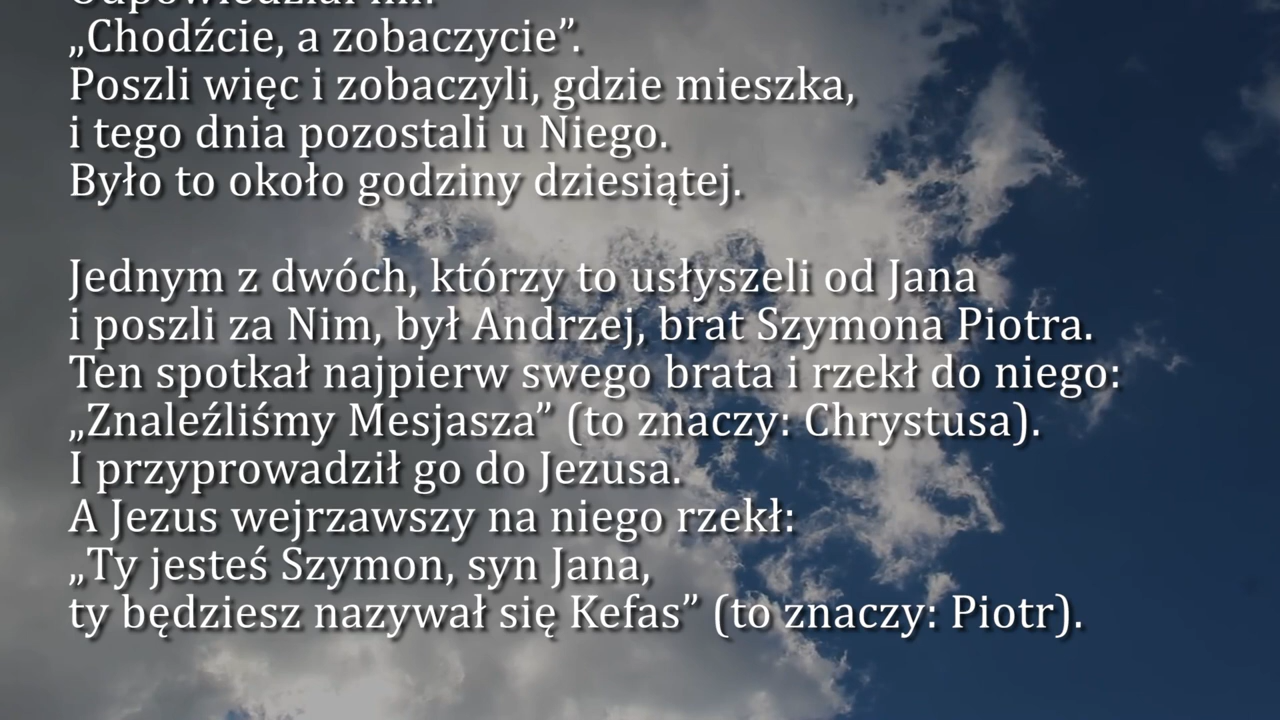 Odpowiedział im:
„Chodźcie, a zobaczycie”.
Poszli więc i zobaczyli, gdzie mieszka,
i tego dnia pozostali u Niego.
Było to około godziny dziesiątej.
Jednym z dwóch, którzy to usłyszeli od Jana
i poszli za Nim, był Andrzej, brat Szymona Piotra.
Ten spotkał najpierw swego brata i rzekł do niego:
„Znaleźliśmy Mesjasza” (to znaczy: Chrystusa).
I przyprowadził go do Jezusa.
A Jezus wejrzawszy na niego rzekł:
„Ty jesteś Szymon, syn Jana,
ty będziesz nazywał się Kefas” (to znaczy: Piotr).